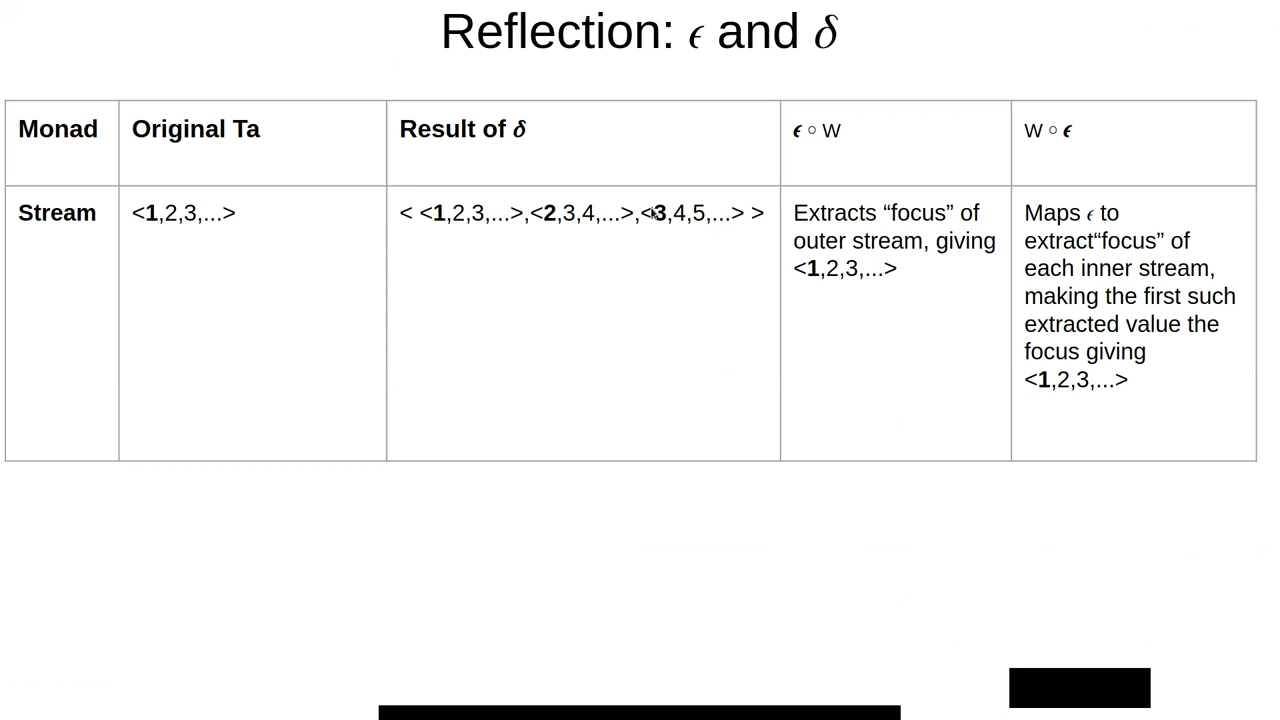 Reflection: ϵ and δ
Monad
Original Ta
Result of δ
ϵ ○ W
W ○ ϵ
Stream
<1,2,3,...>
< <1,2,3,...>,<2,3,4,...>,<3,4,5,...> >
Extracts “focus” of
outer stream, giving
<1,2,3,...>
Maps ϵ to
extract“focus” of
each inner stream,
making the first such
extracted value the
focus giving
<1,2,3,...>